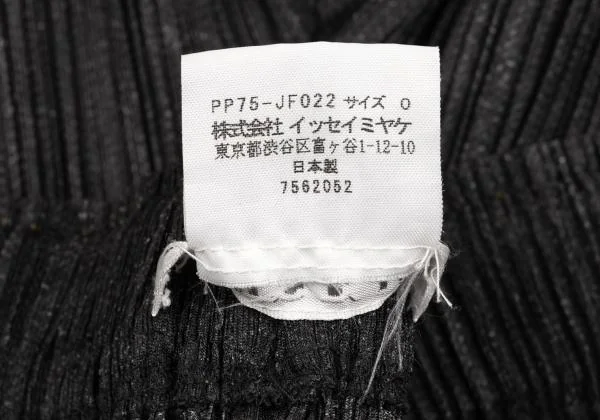 PP75-JF022 サイズ 0
株式会社 イッセイミヤケ
東京都渋谷区富ヶ谷1-12-10
日本製
7562052